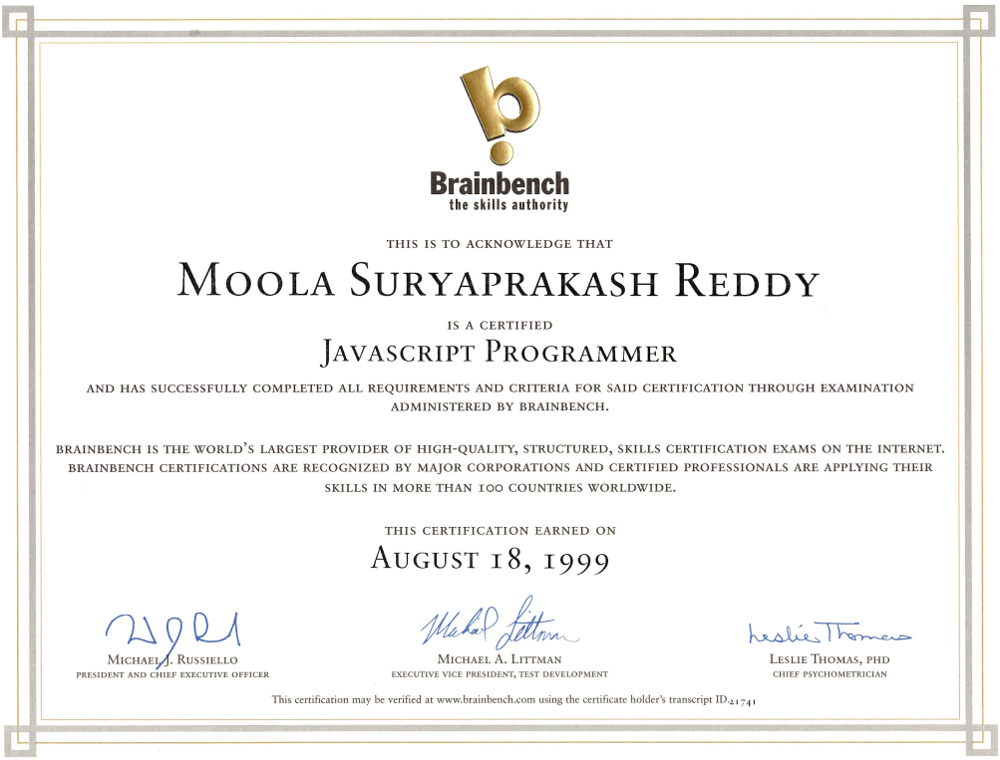 Brainbench
the skills authority
THIS IS TO ACKNOWLEDGE THAT
MOOLA SURYAPRAKASH REDDY
IS A CERTIFIED
JAVASCRIPT PROGRAMMER
AND HAS SUCCESSFULLY COMPLETED ALL REQUIREMENTS AND CRITERIA FOR SAID CERTIFICATION THROUGH EXAMINATION
ADMINISTERED BY BRAINBENCH.
BRAINBENCH IS THE WORLD'S LARGEST PROVIDER OF HIGH-QUALITY, STRUCTURED, SKILLS CERTIFICATION EXAMS ON THE INTERNET.
BRAINBENCH CERTIFICATIONS ARE RECOGNIZED BY MAJOR CORPORATIONS AND CERTIFIED PROFESSIONALS ARE APPLYING THEIR
SKILLS IN MORE THAN 100 COUNTRIES WORLDWIDE.
THIS CERTIFICATION EARNED ON
AUGUST 18, 1999
Michael Littman
Leslie Thomas
MICHAEL J. RUSSIELLO
PRESIDENT AND CHIEF EXECUTIVE OFFICER
MICHAEL A. LITTMAN
EXECUTIVE VICE PRESIDENT, TEST DEVELOPMENT
LESLIE THOMAS, PHD
CHIEF PSYCHOMETRICIAN
This certification may be verified at www.brainbench.com using the certificate holder's transcript ID.21741